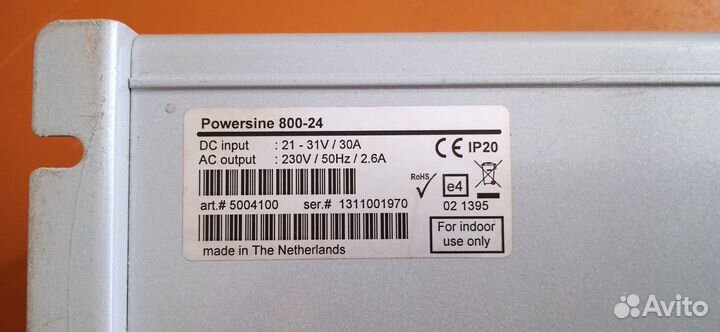 Powersine 800-24
DC input : 21 - 31V / 30A
AC output : 230V / 50Hz / 2.6A
CE IP20
RoHS
e4
art.# 5004100 ser.# 1311001970
02 1395
For indoor
use only
made in The Netherlands
Avito